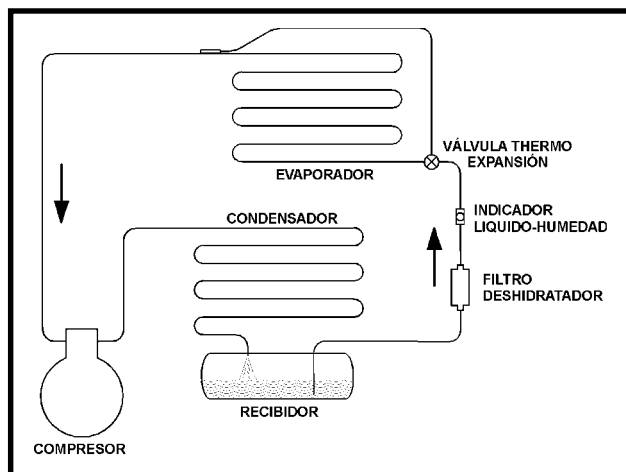 VÁLVULA THERMO
EXPANSIÓN
EVAPORADOR
INDICADOR
LIQUIDO-HUMEDAD
CONDENSADOR
FILTRO
DESHIDRATADOR
RECIBIDOR
COMPRESOR